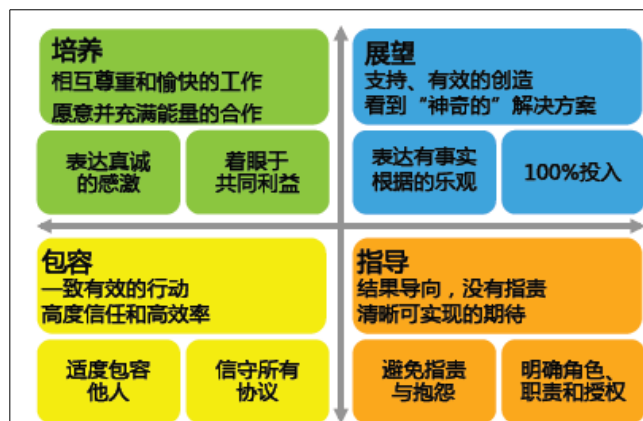 培养
相互尊重和愉快的工作
愿意并充满能量的合作
表达真诚
的感激
着眼于
共同利益
展望
支持、有效的创造
看到“神奇的”解决方案
表达有事实
根据的乐观
100%投入
包容
一致有效的行动
高度信任和高效率
适度包容
他人
信守所有
协议
指导
结果导向，没有指责
清晰可实现的期待
避免指责
与抱怨
明确角色、
职责和授权